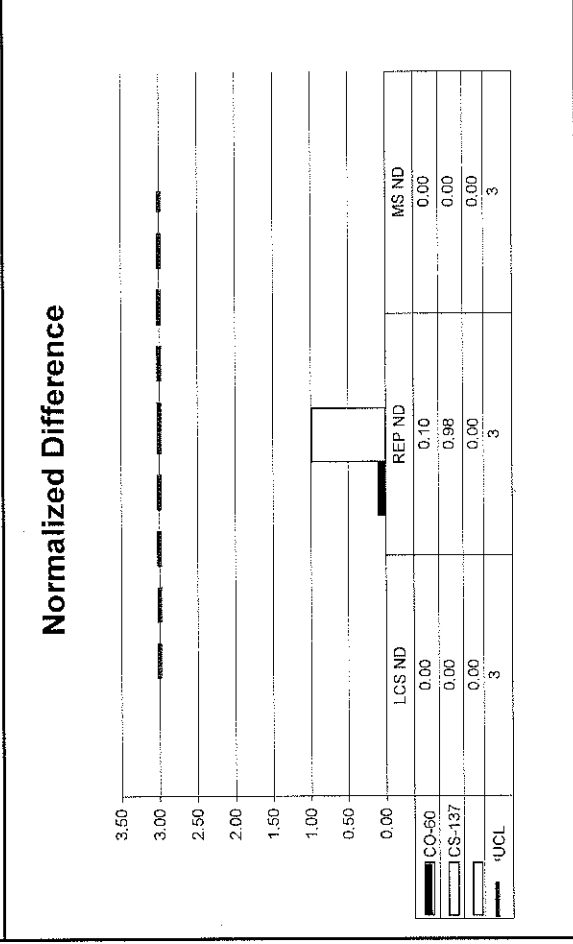 Normalized Difference
3.50
3.00
2.50
2.00
1.50
1.00
0.50
0.00
LCS ND REP ND MS ND
CO-60 0.00 0.10 0.00
CS-137 0.00 0.98 0.00
0.00 0.00 0.00
UCL 3 3 3